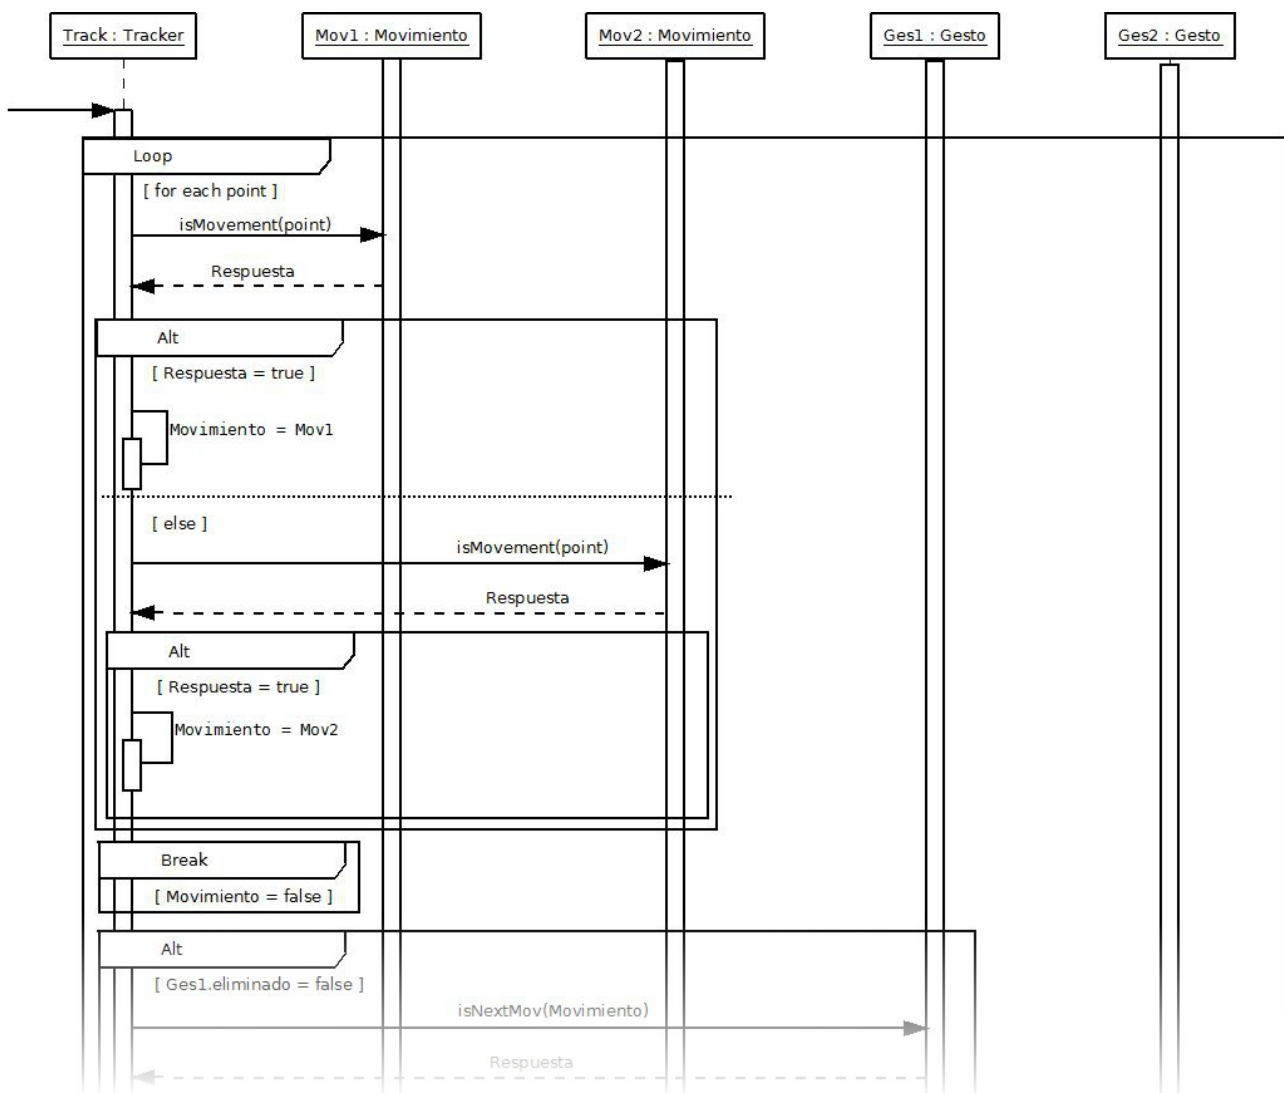 Track : Tracker
Mov1 : Movimiento
Mov2 : Movimiento
Ges1 : Gesto
Ges2 : Gesto
Loop
[ for each point ]
isMovement(point)
Respuesta
Alt
[ Respuesta = true ]
Movimiento = Mov1
[ else ]
isMovement(point)
Respuesta
Alt
[ Respuesta = true ]
Movimiento = Mov2
Break
[ Movimiento = false ]
Alt
[ Ges1.eliminado = false ]
isNextMov(Movimiento)
Respuesta